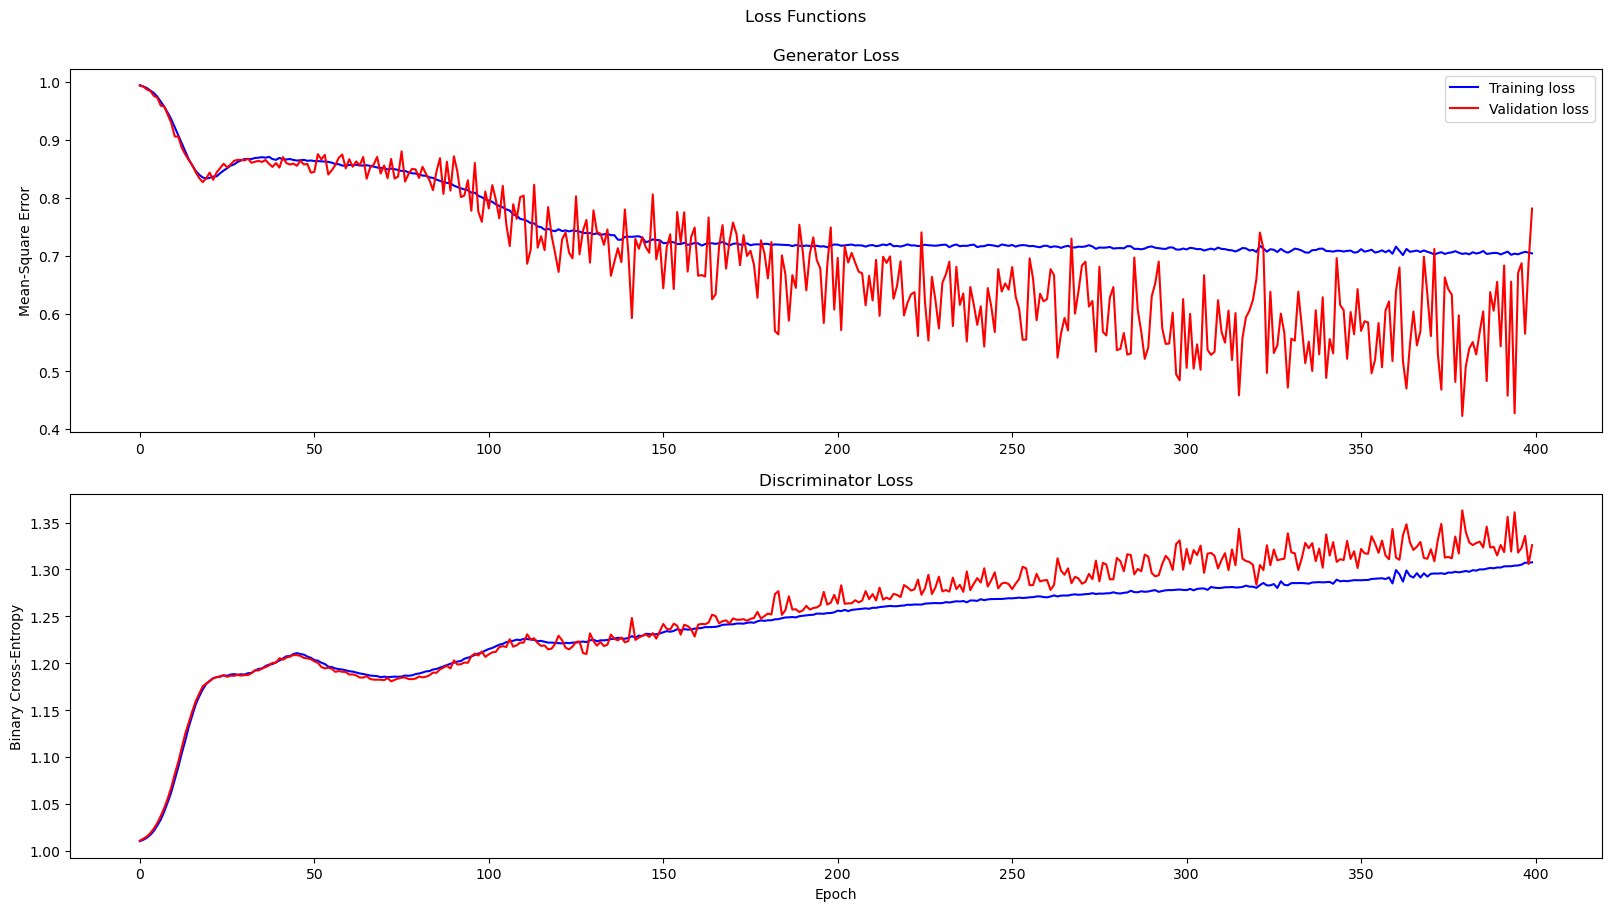 Loss Functions
Generator Loss
Training loss
Validation loss
Mean-Square Error
1.0
0.9
0.8
0.7
0.6
0.5
0.4
0 50 100 150 200 250 300 350 400
Discriminator Loss
Binary Cross-Entropy
1.35
1.30
1.25
1.20
1.15
1.10
1.05
1.00
0 50 100 150 200 250 300 350 400
Epoch